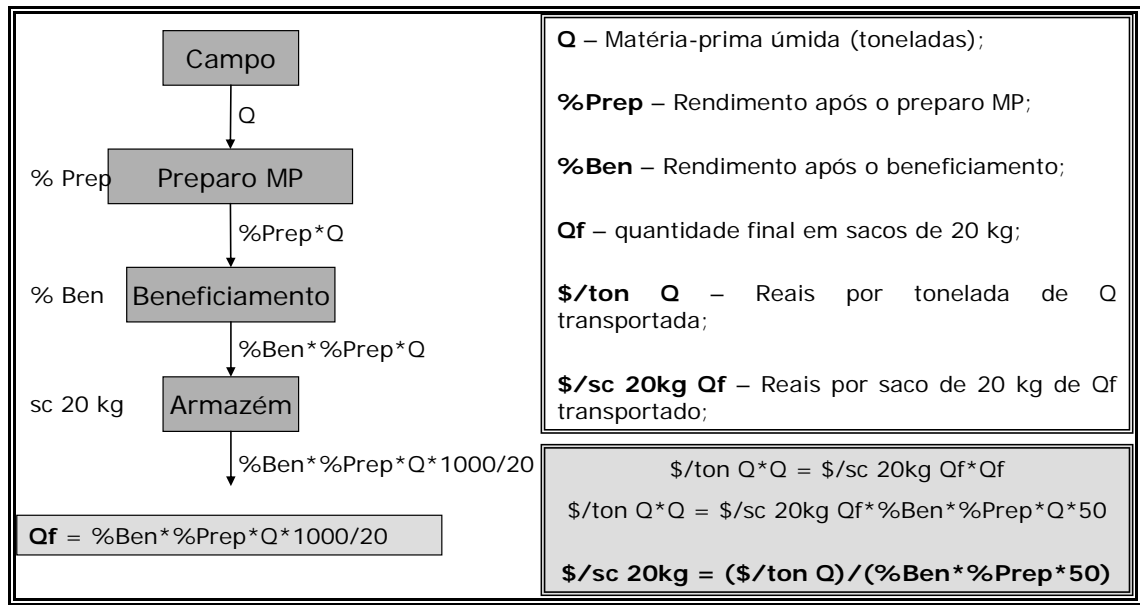 Campo
Q
% Prep
Preparo MP
%Prep*Q
% Ben
Beneficiamento
%Ben*%Prep*Q
sc 20 kg
Armazém
%Ben*%Prep*Q*1000/20
Qf = %Ben*%Prep*Q*1000/20
Q – Matéria-prima úmida (toneladas);
%Prep – Rendimento após o preparo MP;
%Ben – Rendimento após o beneficiamento;
Qf – quantidade final em sacos de 20 kg;
$/ton Q – Reais por tonelada de Q
transportada;
$/sc 20kg Qf – Reais por saco de 20 kg de Qf
transportado;
$/ton Q*Q = $/sc 20kg Qf*Qf
$/ton Q*Q = $/sc 20kg Qf*%Ben*%Prep*Q*50
$/sc 20kg = ($/ton Q)/(%Ben*%Prep*50)